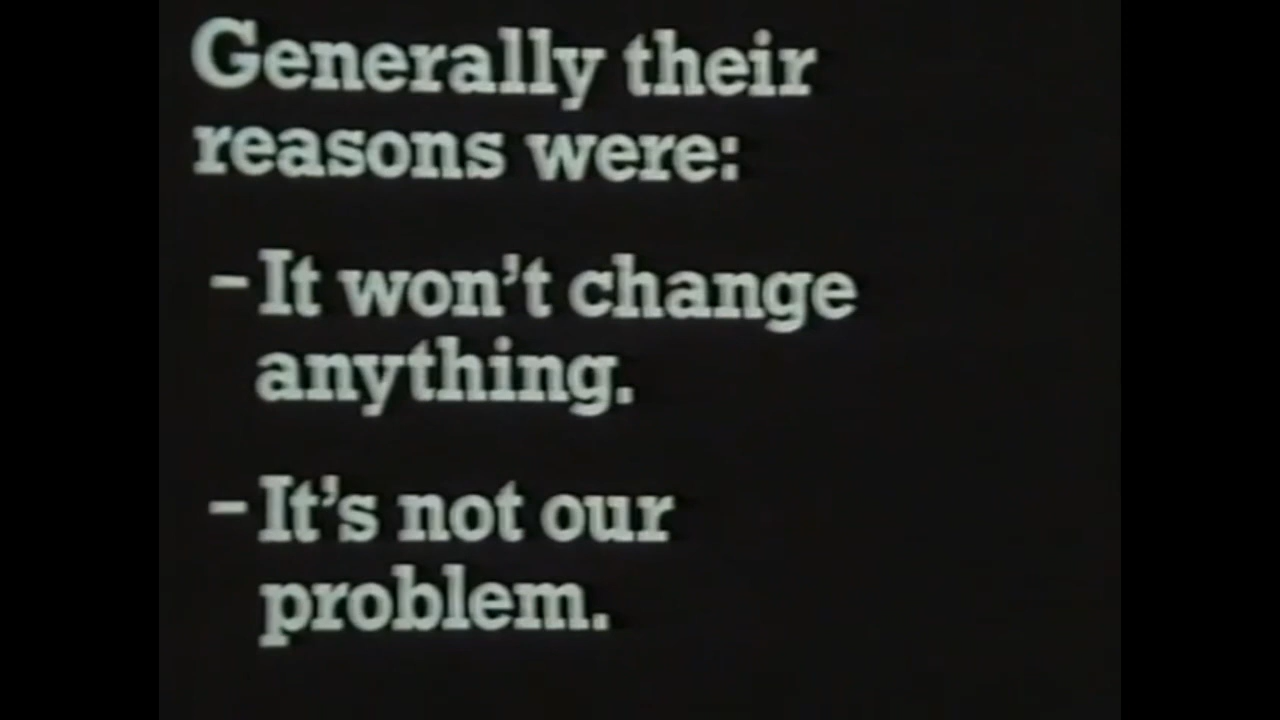 Generally their
reasons were:
-It won't change
anything.
-It's not our
problem.